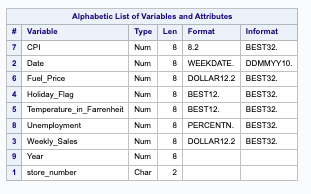 Alphabetic List of Variables and Attributes
# Variable Type Len Format Informat
7 CPI Num 8 8.2 BEST32.
2 Date Num 8 WEEKDATE. DDMMYY10.
6 Fuel_Price Num 8 DOLLAR12.2 BEST32.
4 Holiday_Flag Num 8 BEST12. BEST32.
5 Temperature_in_Farrenheit Num 8 BEST12. BEST32.
8 Unemployment Num 8 PERCENTN. BEST32.
3 Weekly_Sales Num 8 DOLLAR12.2 BEST32.
9 Year Num 8
1 store_number Char 2